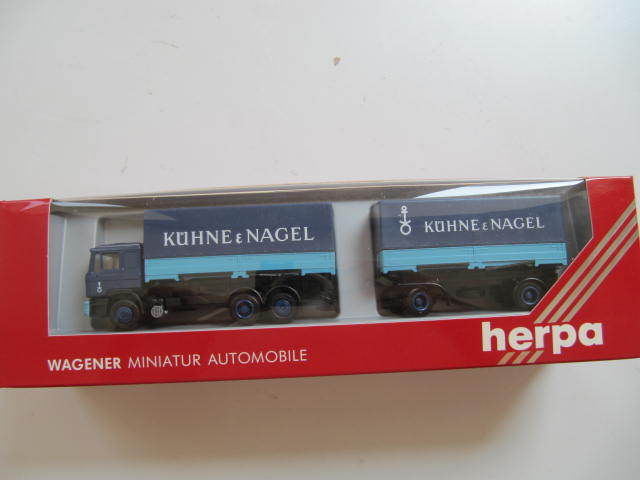 KÜHNE & NAGEL
KÜHNE & NAGEL
WAGENER MINIATUR AUTOMOBILE
herpa